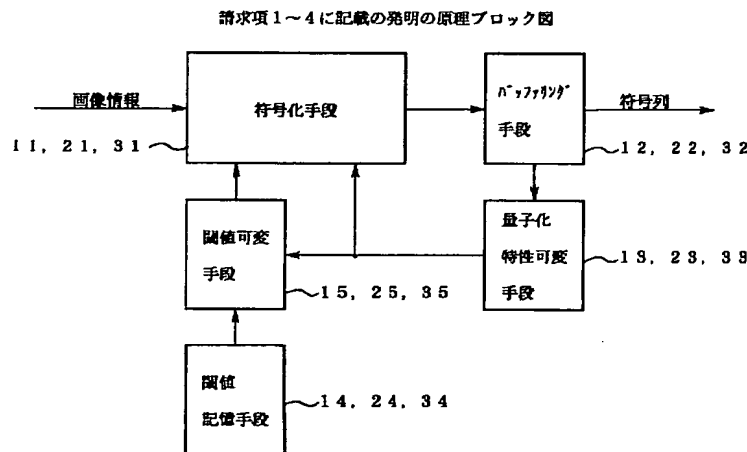 請求項１～４に記載の発明の原理ブロック図
画像情報
符号化手段
バッファリング
手段
符号列
１１，２１，３１
１２，２２，３２
閾値可変
手段
量子化
特性可変
手段
１３，２３，３３
１５，２５，３５
閾値
記憶手段
１４，２４，３４